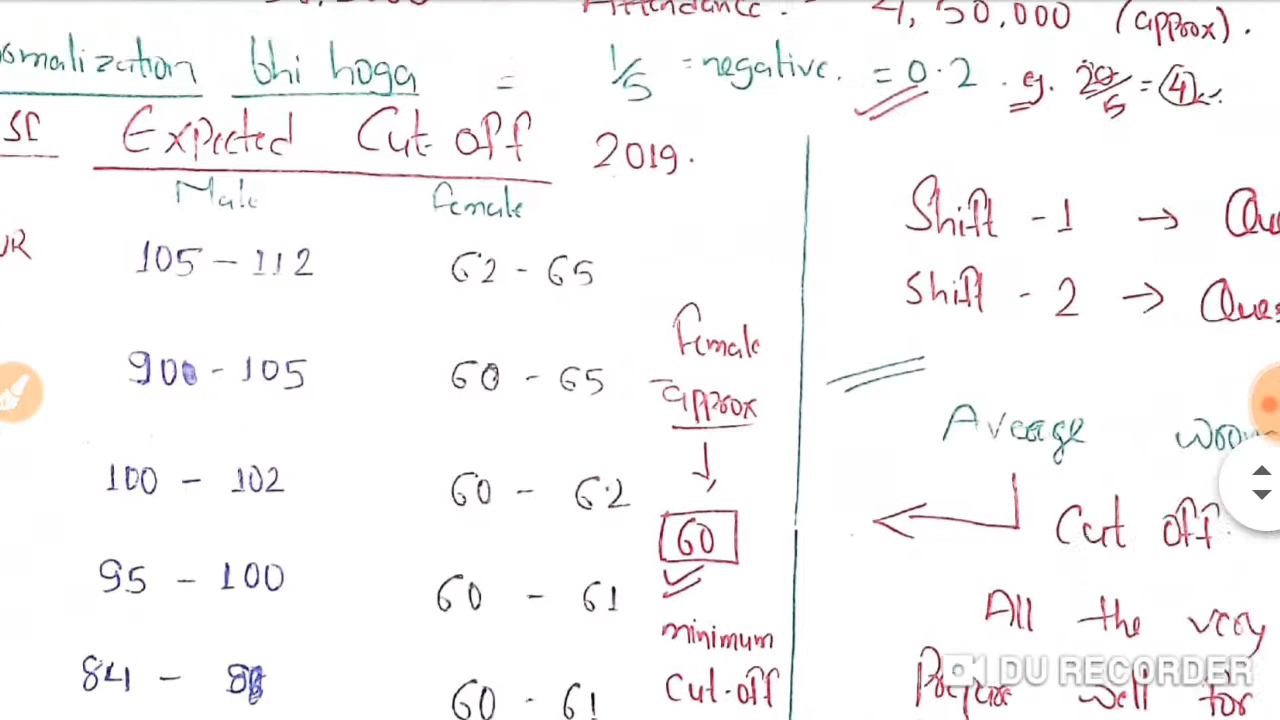 Attendance. 4,50,000 (approx).
malization bhi hoga = 1/5 = negative. = 0.2 . eg. 20/5 = 4
Expected Cut off 2019.
Male Female
UR 105 - 112 62 - 65
Shift - 1 →
Shift - 2 →
105 60 - 65
Female approx
↓
60
minimum cut-off
100 - 102 60 - 62
95 - 100 60 - 61
84 - 60 - 61
Average
Cut off
All the very
well for
DU RECORDER